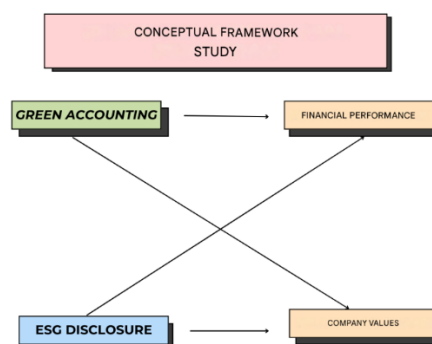 CONCEPTUAL FRAMEWORK
STUDY
GREEN ACCOUNTING
FINANCIAL PERFORMANCE
ESG DISCLOSURE
COMPANY VALUES